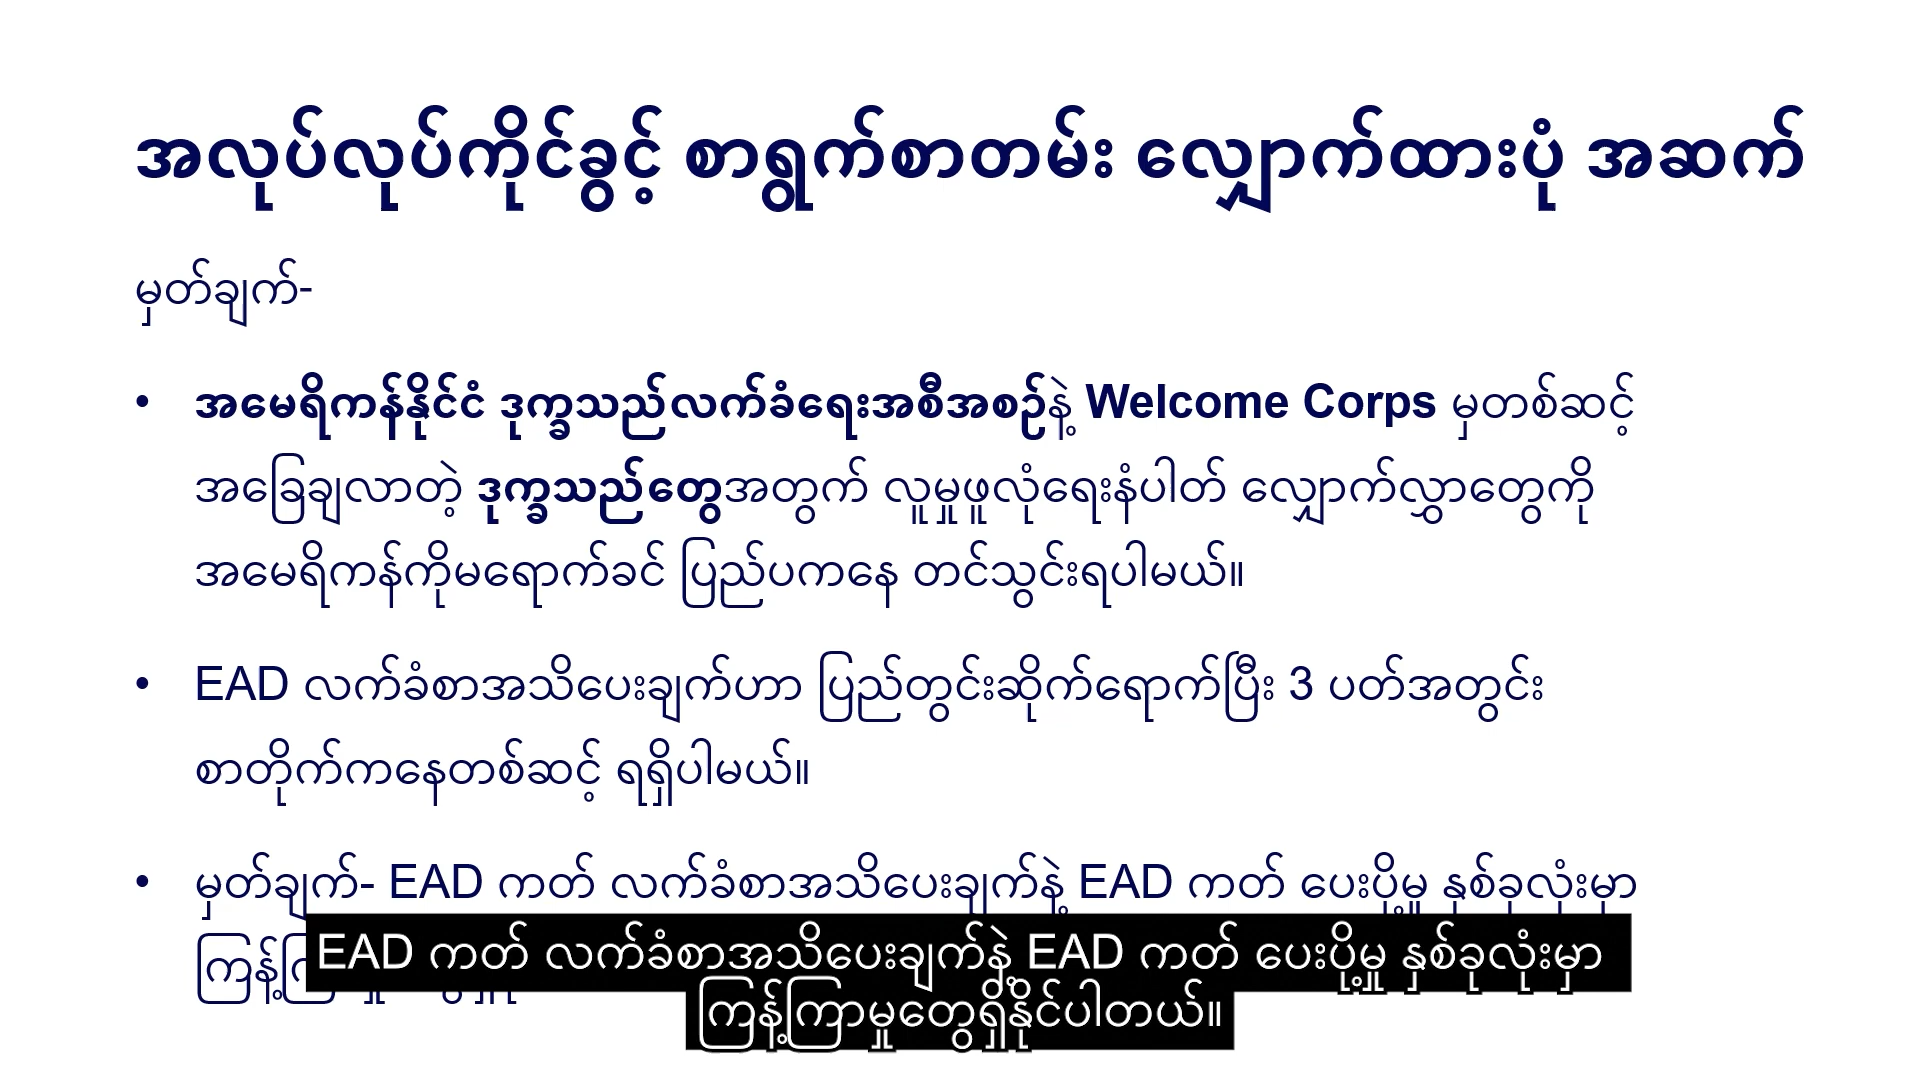 အလုပ်လုပ်ကိုင်ခွင့် စာရွက်စာတမ်း လျှောက်ထားပုံ အဆက်
မှတ်ချက်-
• အမေရိကန်နိုင်ငံ ဒုက္ခသည်လက်ခံရေးအစီအစဉ်နဲ့ Welcome Corps မှတစ်ဆင့်
အခြေချလာတဲ့ ဒုက္ခသည်တွေအတွက် လူမှုဖူလုံရေးနံပါတ် လျှောက်လွှာတွေကို
အမေရိကန်ကိုမရောက်ခင် ပြည်ပကနေ တင်သွင်းရပါမယ်။
• EAD လက်ခံစာအသိပေးချက်ဟာ ပြည်တွင်းဆိုက်ရောက်ပြီး 3 ပတ်အတွင်း
စာတိုက်ကနေတစ်ဆင့် ရရှိပါမယ်။
• မှတ်ချက်- EAD ကတ် လက်ခံစာအသိပေးချက်နဲ့ EAD ကတ် ပေးပို့မှု နှစ်ခုလုံးမှာ
EAD ကတ် လက်ခံစာအသိပေးချက်နဲ့ EAD ကတ် ပေးပို့မှု နှစ်ခုလုံးမှာ
ကြန့်ကြာမှုတွေရှိနိုင်ပါတယ်။